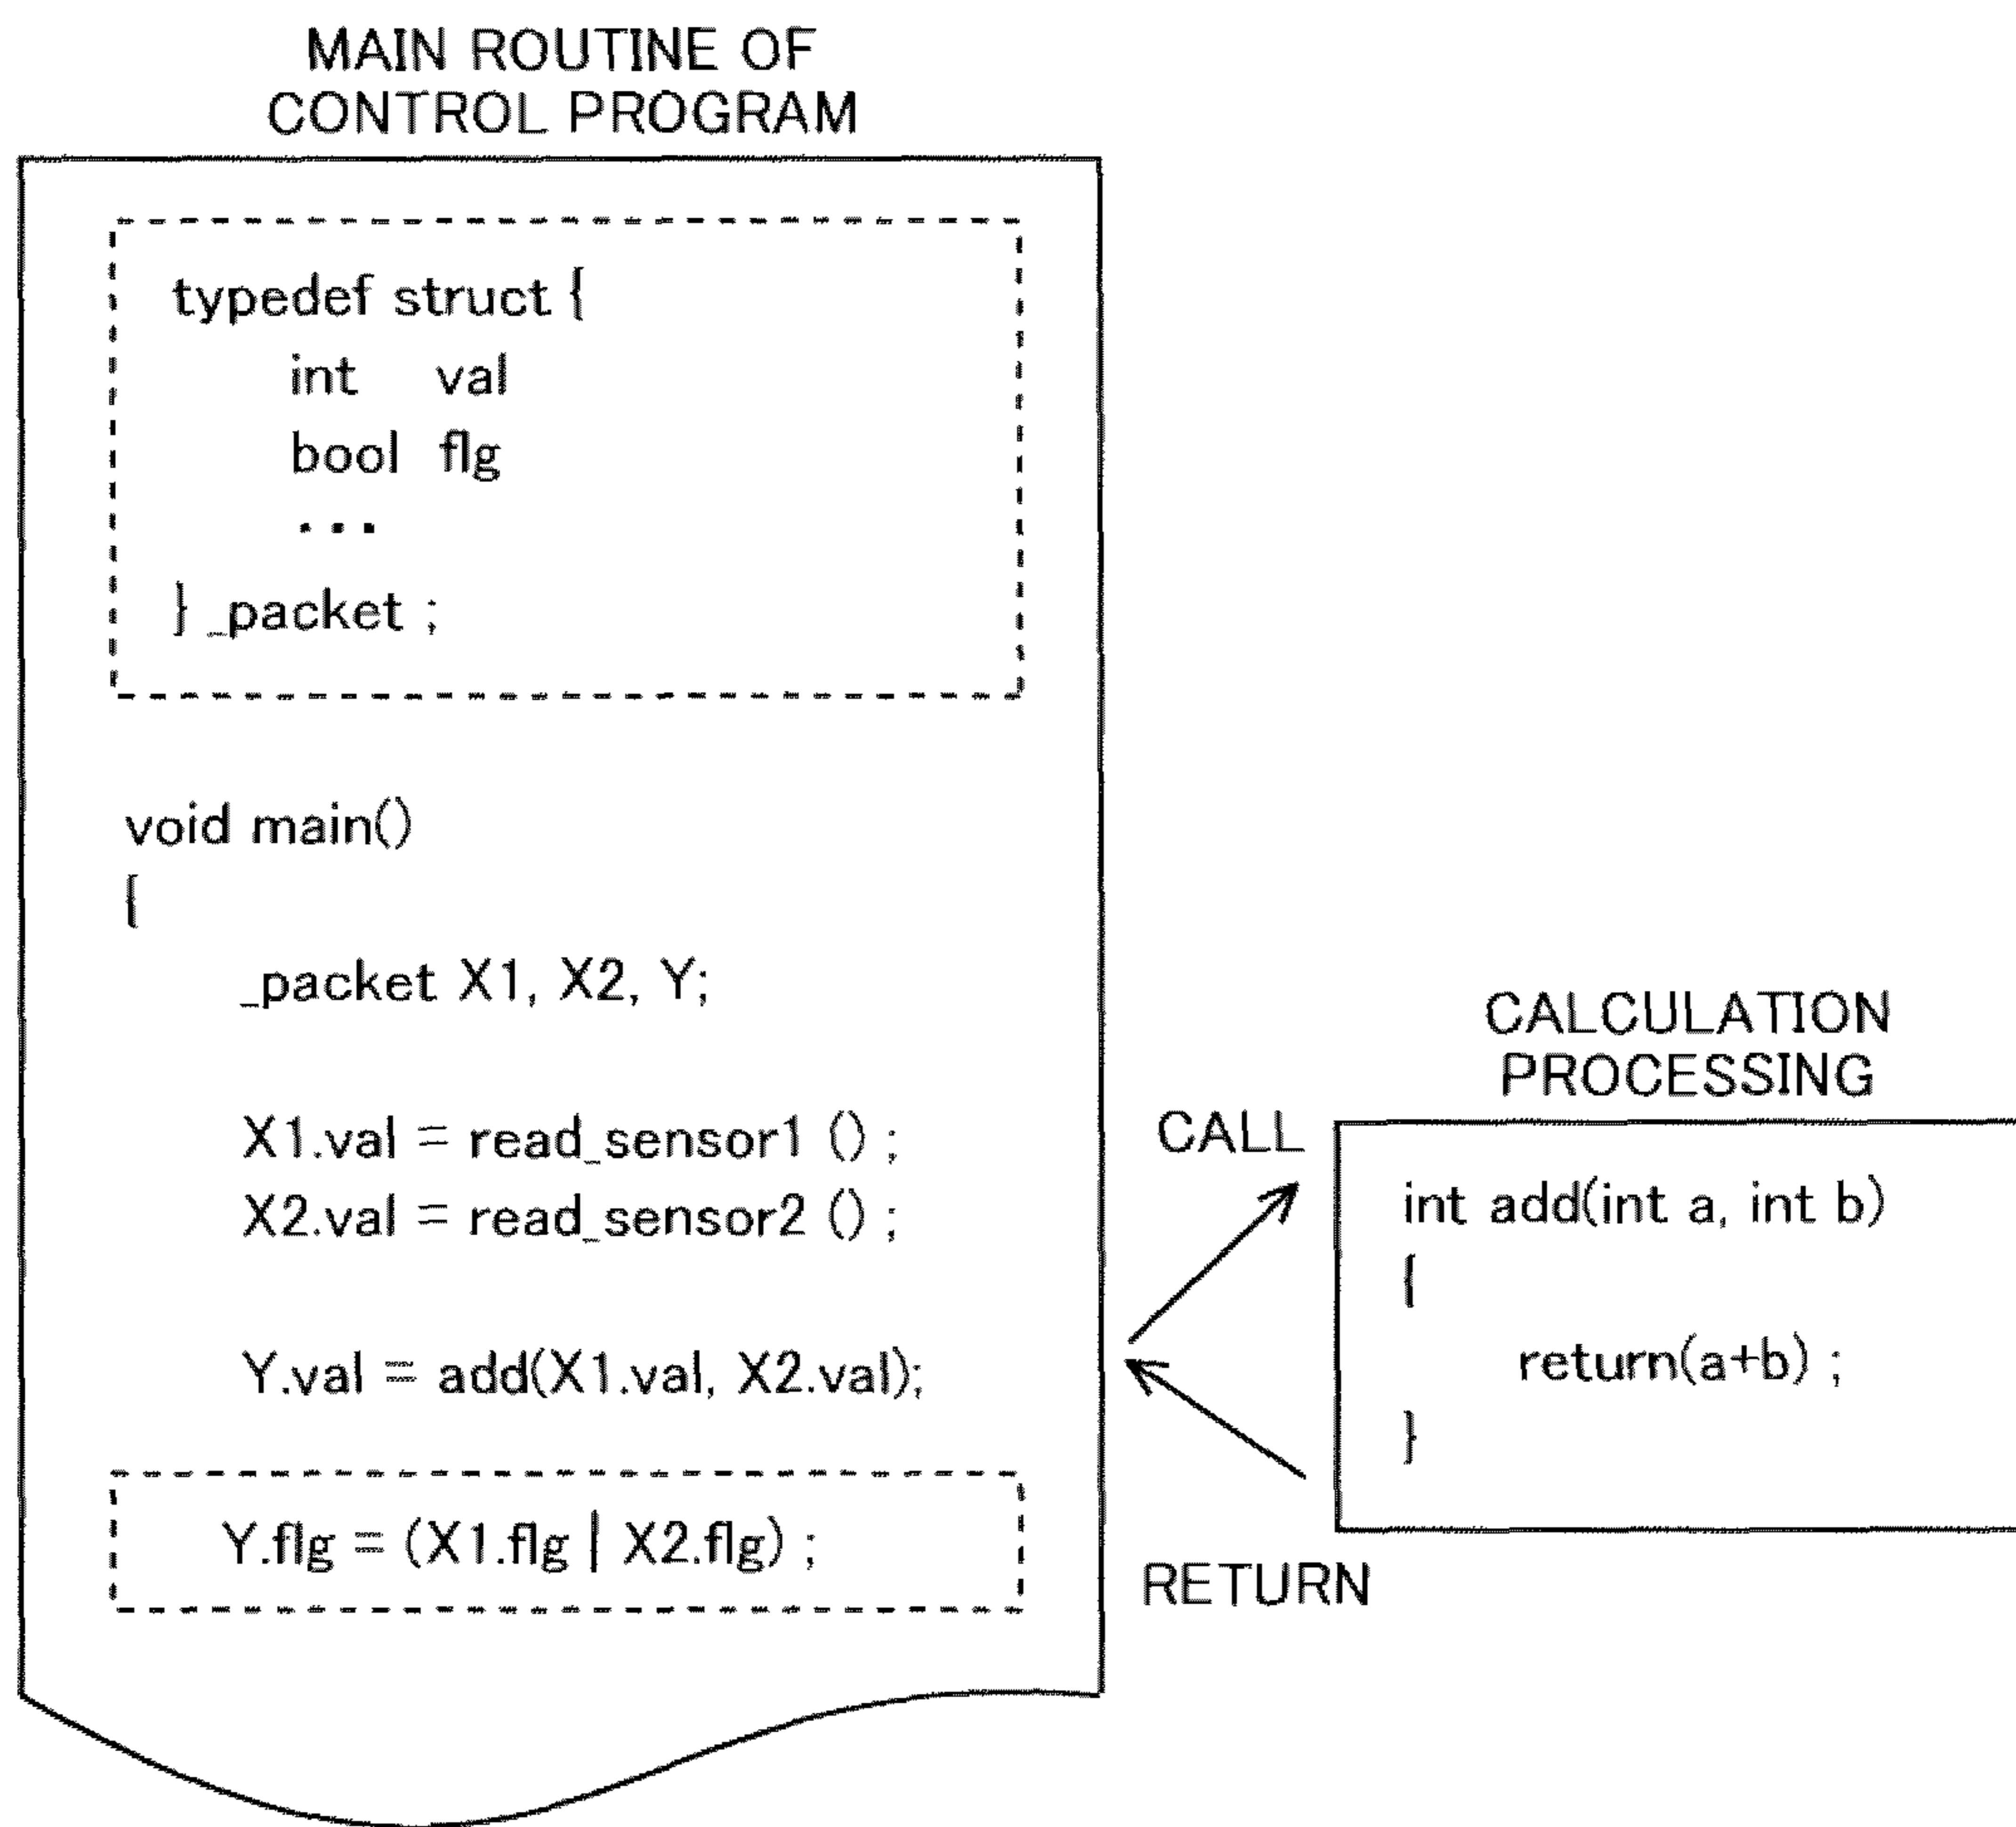 MAIN ROUTINE OF
CONTROL PROGRAM
typedef struct {
int val
bool flg
...
} _packet ;
void main()
{
_packet X1, X2, Y;
X1.val = read_sensor1 () ;
X2.val = read_sensor2 () ;
Y.val = add(X1.val, X2.val);
Y.flg = (X1.flg | X2.flg) ;
CALL
RETURN
CALCULATION
PROCESSING
int add(int a, int b)
{
return(a+b) ;
}